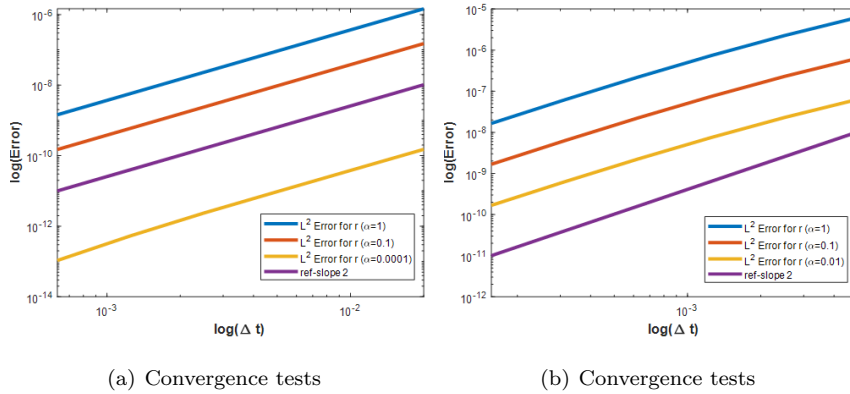 log(Error)
10^-6
10^-8
10^-10
10^-12
10^-14
L^2 Error for r (α=1)
L^2 Error for r (α=0.1)
L^2 Error for r (α=0.0001)
ref-slope 2
10^-3
10^-2
log(Δ t)
(a) Convergence tests
log(Error)
10^-5
10^-6
10^-7
10^-8
10^-9
10^-10
10^-11
10^-12
L^2 Error for r (α=1)
L^2 Error for r (α=0.1)
L^2 Error for r (α=0.01)
ref-slope 2
10^-3
log(Δ t)
(b) Convergence tests